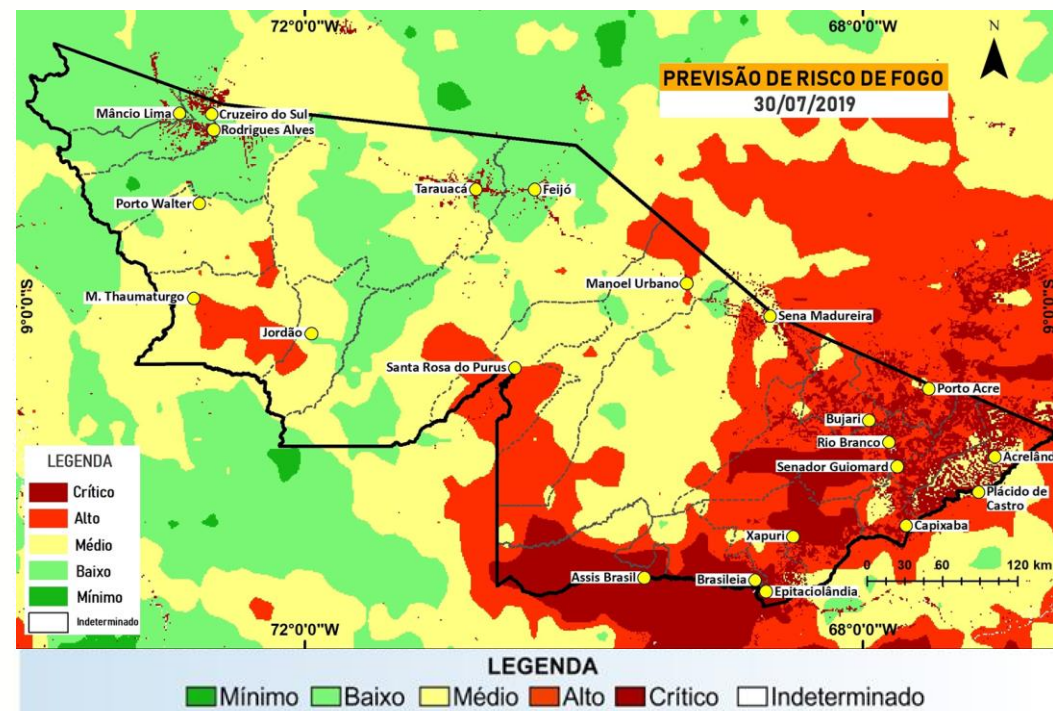 72°0'0"W
68°0'0"W
N
PREVISÃO DE RISCO DE FOGO
30/07/2019
Mâncio Lima
Cruzeiro do Sul
Rodrigues Alves
Tarauacá
Feijó
Porto Walter
Manoel Urbano
M. Thaumaturgo
9°0'0"S
9°0'0"S
Sena Madureira
Jordão
Santa Rosa do Purus
Porto Acre
Bujari
Rio Branco
Acrelând
Senador Guiomard
Plácido de
Castro
Capixaba
Xapuri
Assis Brasil
Brasileia
Epitaciolândia
0 30 60 120 km
LEGENDA
Crítico
Alto
Médio
Baixo
Mínimo
Indeterminado
72°0'0"W
68°0'0"W
LEGENDA
Mínimo Baixo Médio Alto Crítico Indeterminado